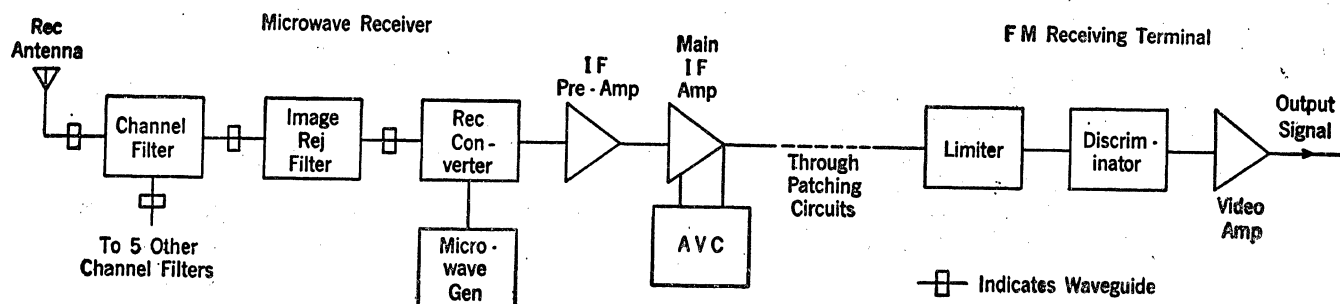 Microwave Receiver
FM Receiving Terminal
Rec
Antenna
Channel
Filter
To 5 Other
Channel Filters
Image
Rej
Filter
Rec
Con-
verter
Micro-
wave
Gen
IF
Pre-Amp
Main
IF
Amp
AVC
Through
Patching
Circuits
Limiter
Discrim-
inator
Video
Amp
Output
Signal
Indicates Waveguide